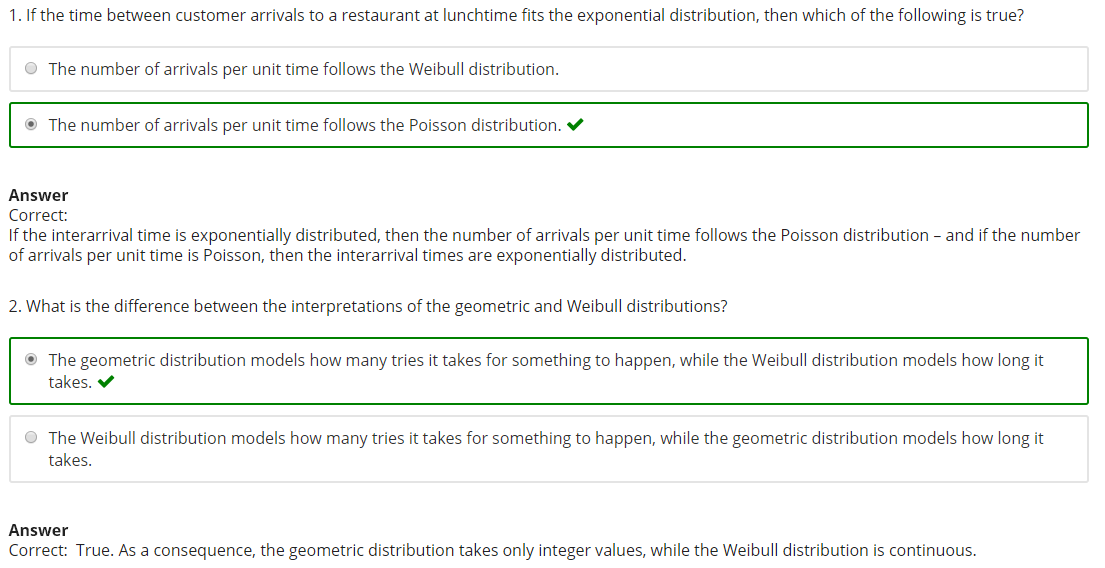 1. If the time between customer arrivals to a restaurant at lunchtime fits the exponential distribution, then which of the following is true?
The number of arrivals per unit time follows the Weibull distribution.
The number of arrivals per unit time follows the Poisson distribution. ✔
Answer
Correct:
If the interarrival time is exponentially distributed, then the number of arrivals per unit time follows the Poisson distribution – and if the number
of arrivals per unit time is Poisson, then the interarrival times are exponentially distributed.
2. What is the difference between the interpretations of the geometric and Weibull distributions?
The geometric distribution models how many tries it takes for something to happen, while the Weibull distribution models how long it
takes. ✔
The Weibull distribution models how many tries it takes for something to happen, while the geometric distribution models how long it
takes.
Answer
Correct:  True. As a consequence, the geometric distribution takes only integer values, while the Weibull distribution is continuous.